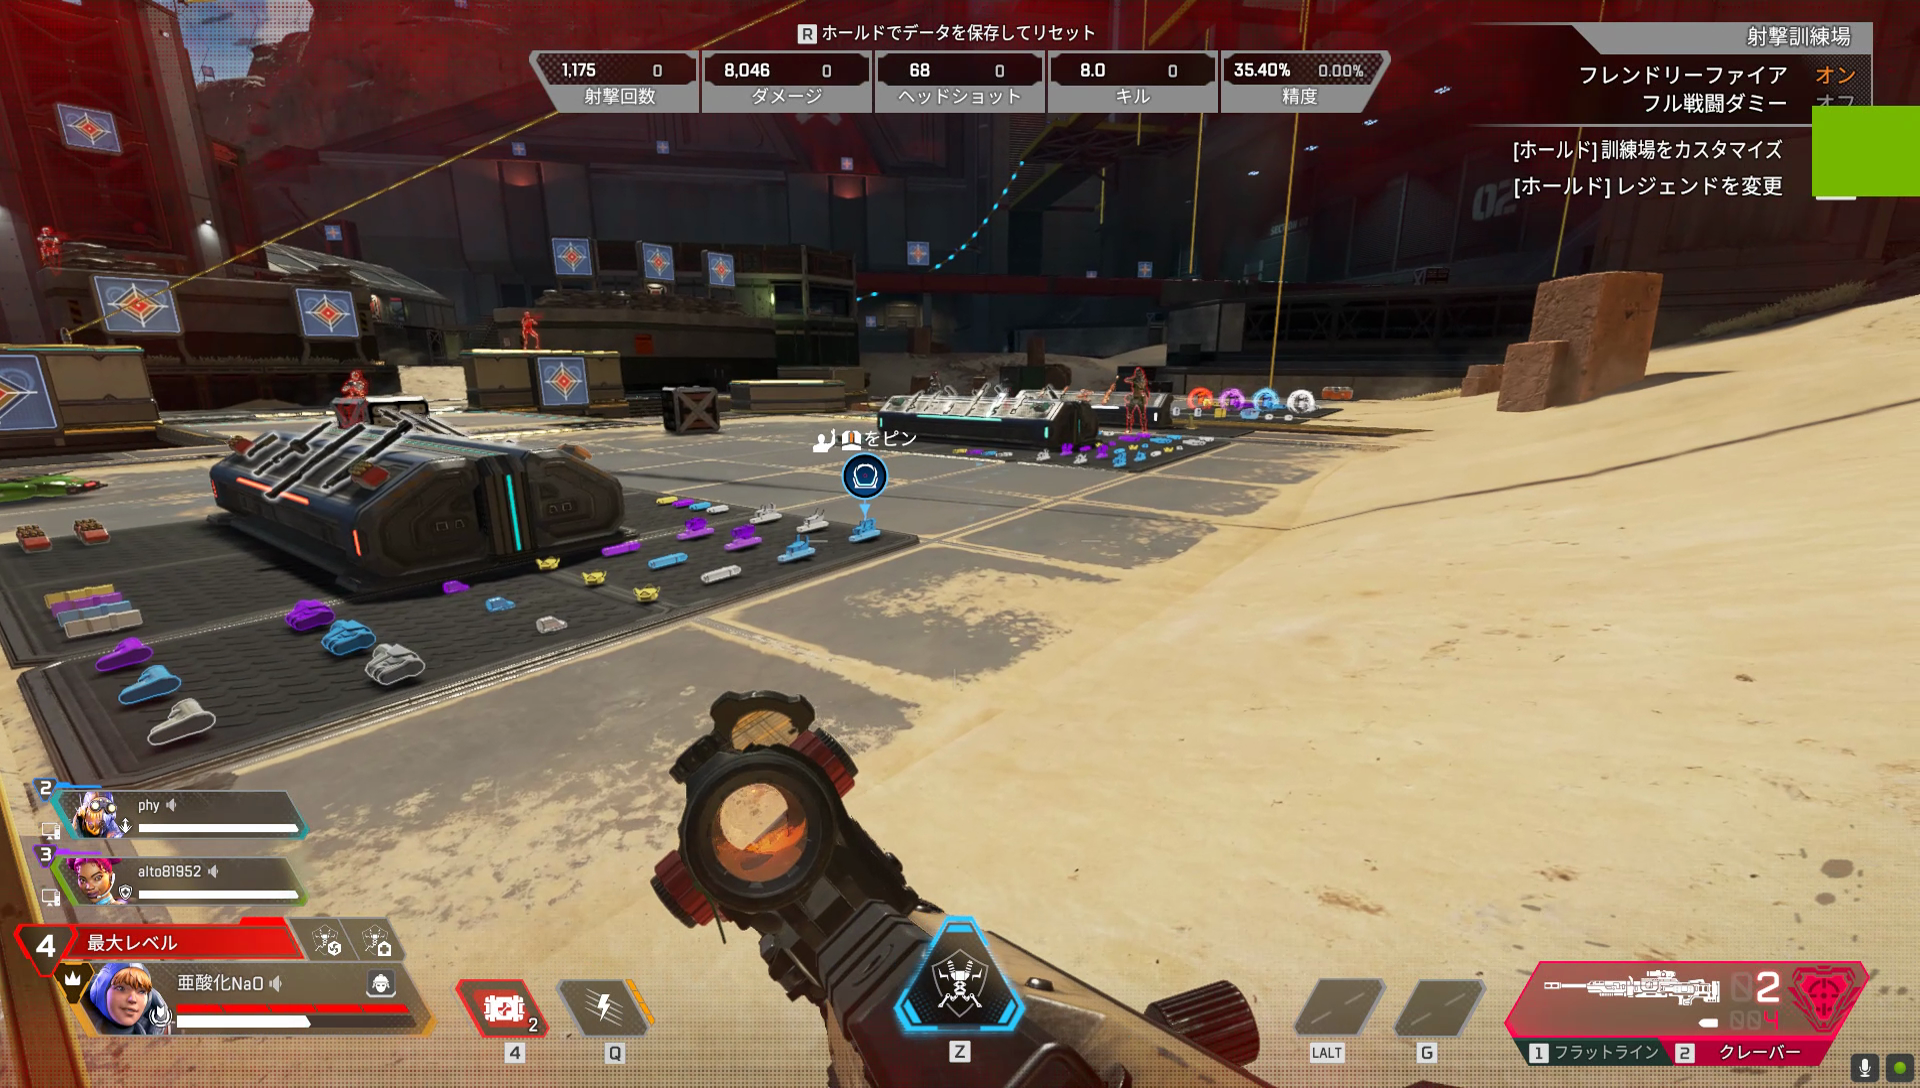 R ホールドでデータを保存してリセット
1,175 0
射撃回数
8,046 0
ダメージ
68 0
ヘッドショット
8.0 0
キル
35.40% 0.00%
精度
射撃訓練場
フレンドリーファイア オン
フル戦闘ダミー オフ
[ホールド]訓練場をカスタマイズ
[ホールド]レジェンドを変更
02
をピン
2
phy
3
alto81952
4
最大レベル
亜酸化NaO
2
4
Q
Z
LALT
G
02
004
1 フラットライン
2 クレーバー